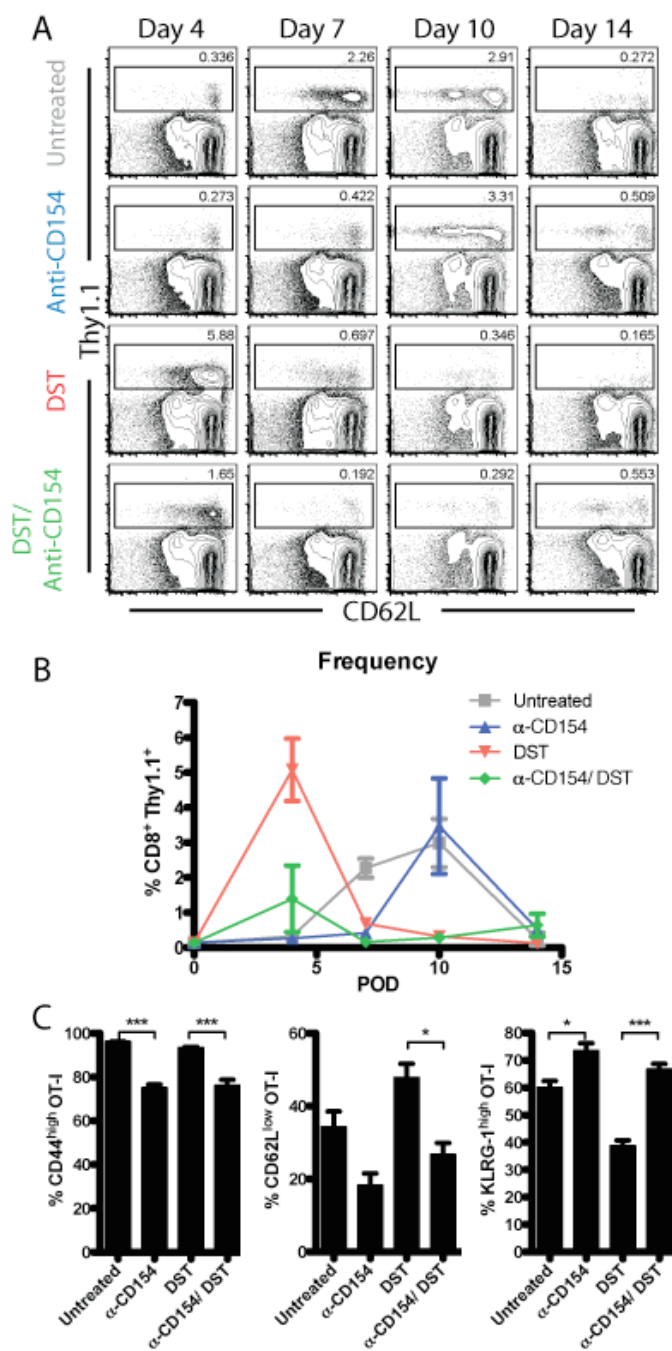 A
Day 4 Day 7 Day 10 Day 14
Untreated
0.336 2.26 2.91 0.272
Anti-CD154
0.273 0.422 3.31 0.509
Thy1.1
DST
5.88 0.697 0.346 0.165
DST/
Anti-CD154
1.65 0.192 0.292 0.553
CD62L
B
Frequency
% CD8+ Thy1.1+
7
6
5
4
3
2
1
0
0 5 10 15
POD
Untreated
α-CD154
DST
α-CD154/ DST
C
% CD44high OT-I
100
80
60
40
20
0
*** ***
Untreated
α-CD154
DST
α-CD154/ DST
% CD62Llow OT-I
60
40
20
0
*
Untreated
α-CD154
DST
α-CD154/ DST
% KLRG-1high OT-I
80
70
60
50
40
30
20
10
0
* ***
Untreated
α-CD154
DST
α-CD154/ DST